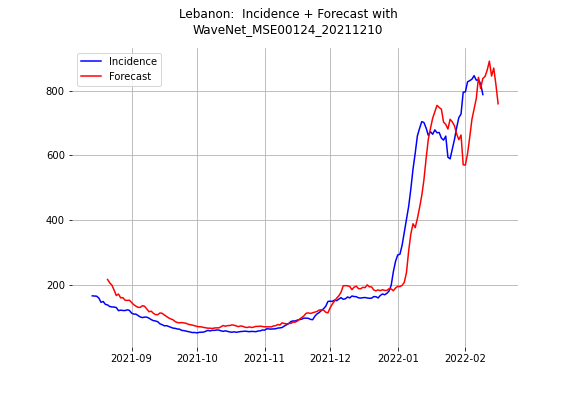 Lebanon:  Incidence + Forecast with
WaveNet_MSE00124_20211210
Incidence
Forecast
800
600
400
200
2021-09
2021-10
2021-11
2021-12
2022-01
2022-02